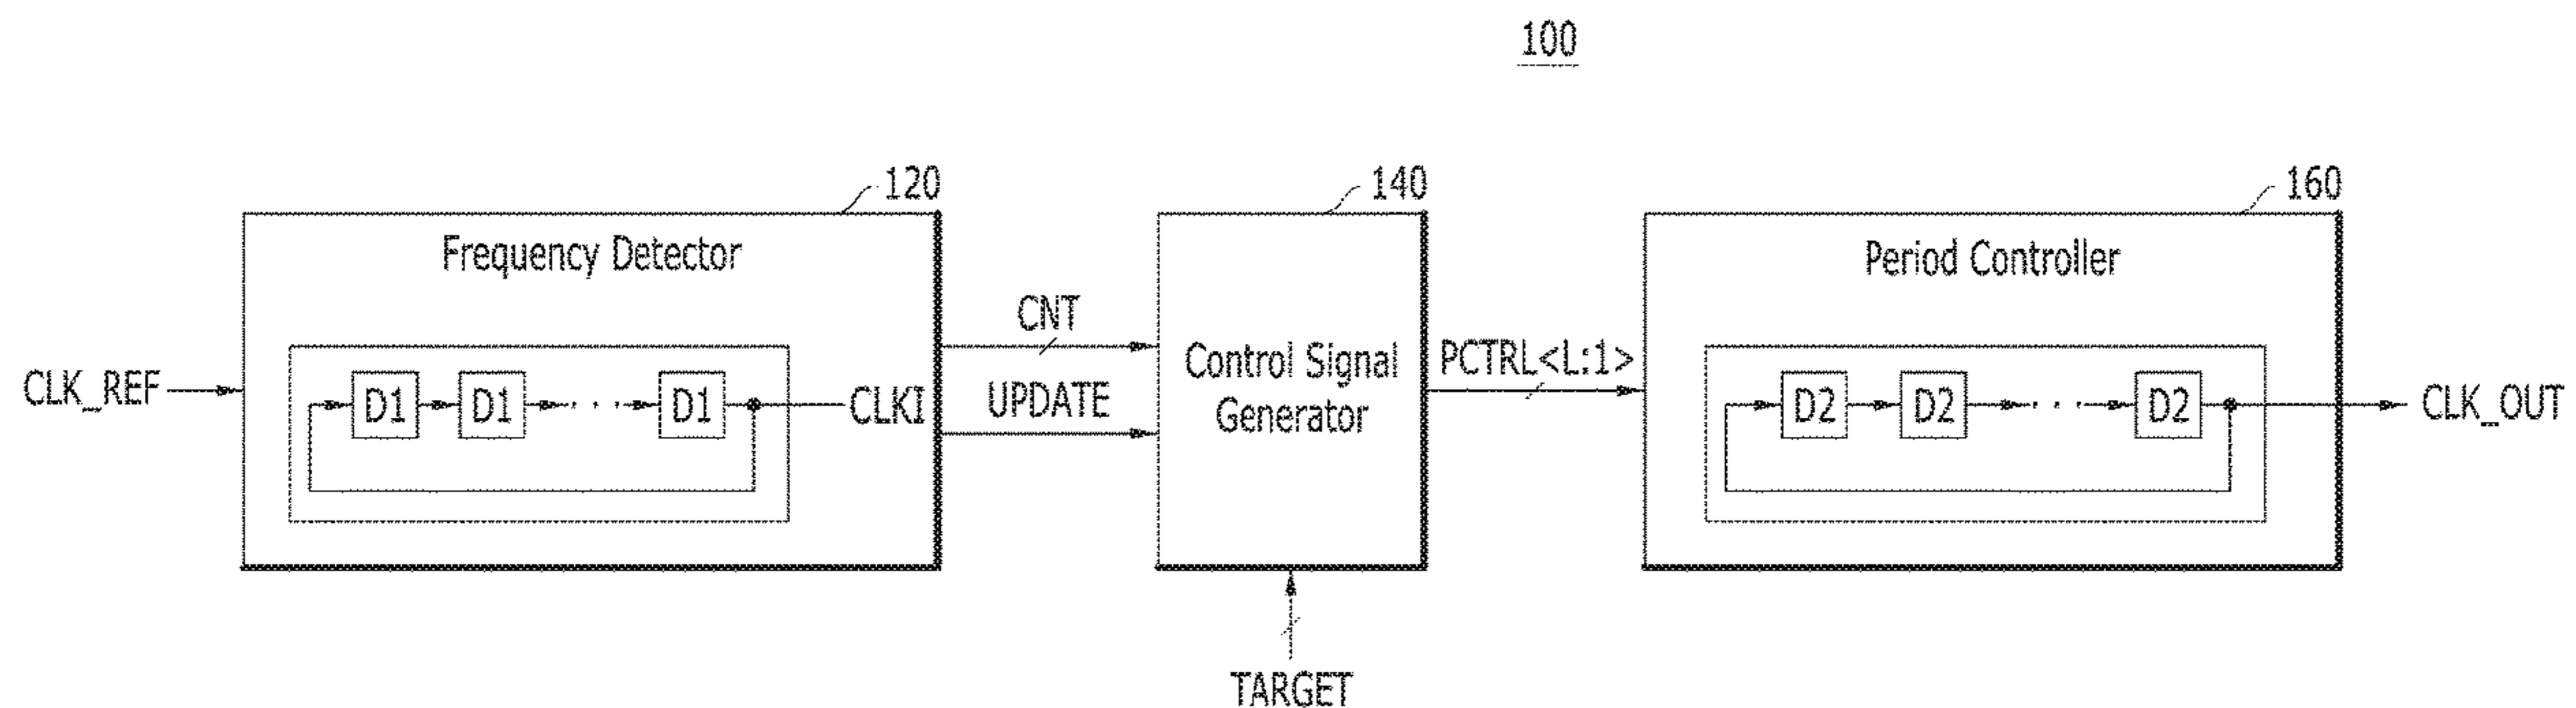 100
120
140
160
Frequency Detector
Period Controller
CNT
UPDATE
Control Signal
Generator
PCTRL<L:1>
CLK_REF
D1 D1 ··· D1
CLKI
D2 D2 ··· D2
CLK_OUT
TARGET